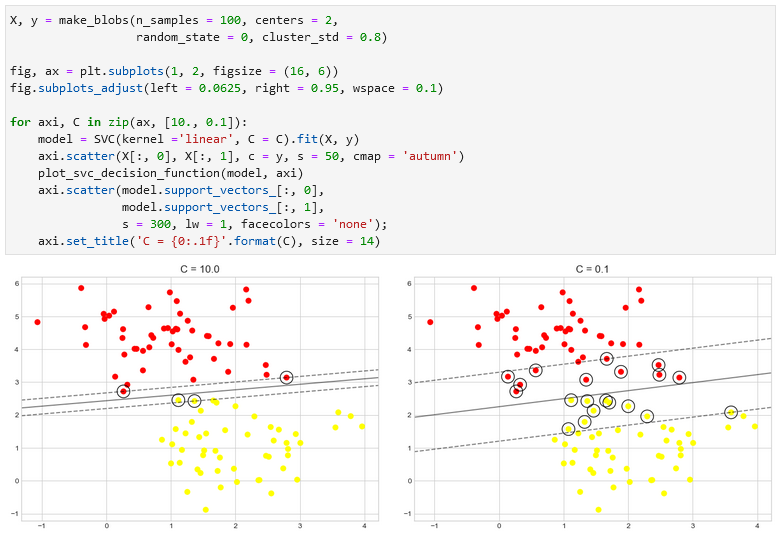 X, y = make_blobs(n_samples = 100, centers = 2,
                  random_state = 0, cluster_std = 0.8)
fig, ax = plt.subplots(1, 2, figsize = (16, 6))
fig.subplots_adjust(left = 0.0625, right = 0.95, wspace = 0.1)
for axi, C in zip(ax, [10., 0.1]):
    model = SVC(kernel ='linear', C = C).fit(X, y)
    axi.scatter(X[:, 0], X[:, 1], c = y, s = 50, cmap = 'autumn')
    plot_svc_decision_function(model, axi)
    axi.scatter(model.support_vectors_[:, 0],
                model.support_vectors_[:, 1],
                s = 300, lw = 1, facecolors = 'none');
    axi.set_title('C = {0:.1f}'.format(C), size = 14)
C = 10.0
6
5
4
3
2
1
0
−1
−1 0 1 2 3 4
C = 0.1
6
5
4
3
2
1
0
−1
−1 0 1 2 3 4